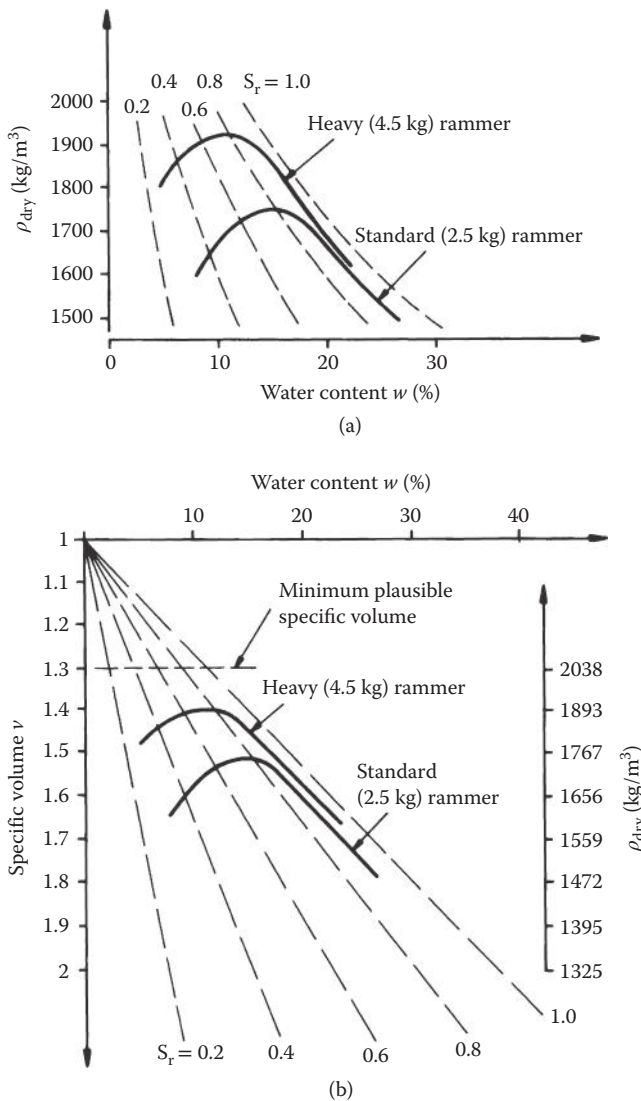 0.4
0.8
S_r = 1.0
0.2
0.6
2000
1900
1800
1700
1600
1500
ρ_dry (kg/m³)
Heavy (4.5 kg) rammer
Standard (2.5 kg) rammer
0
10
20
30
Water content w (%)
(a)
Water content w (%)
10
20
30
40
1
1.1
1.2
1.3
1.4
1.5
1.6
1.7
1.8
1.9
2
Specific volume v
Minimum plausible
specific volume
Heavy (4.5 kg) rammer
Standard
(2.5 kg) rammer
2038
1893
1767
1656
1559
1472
1395
1325
ρ_dry (kg/m³)
S_r = 0.2
0.4
0.6
0.8
1.0
(b)